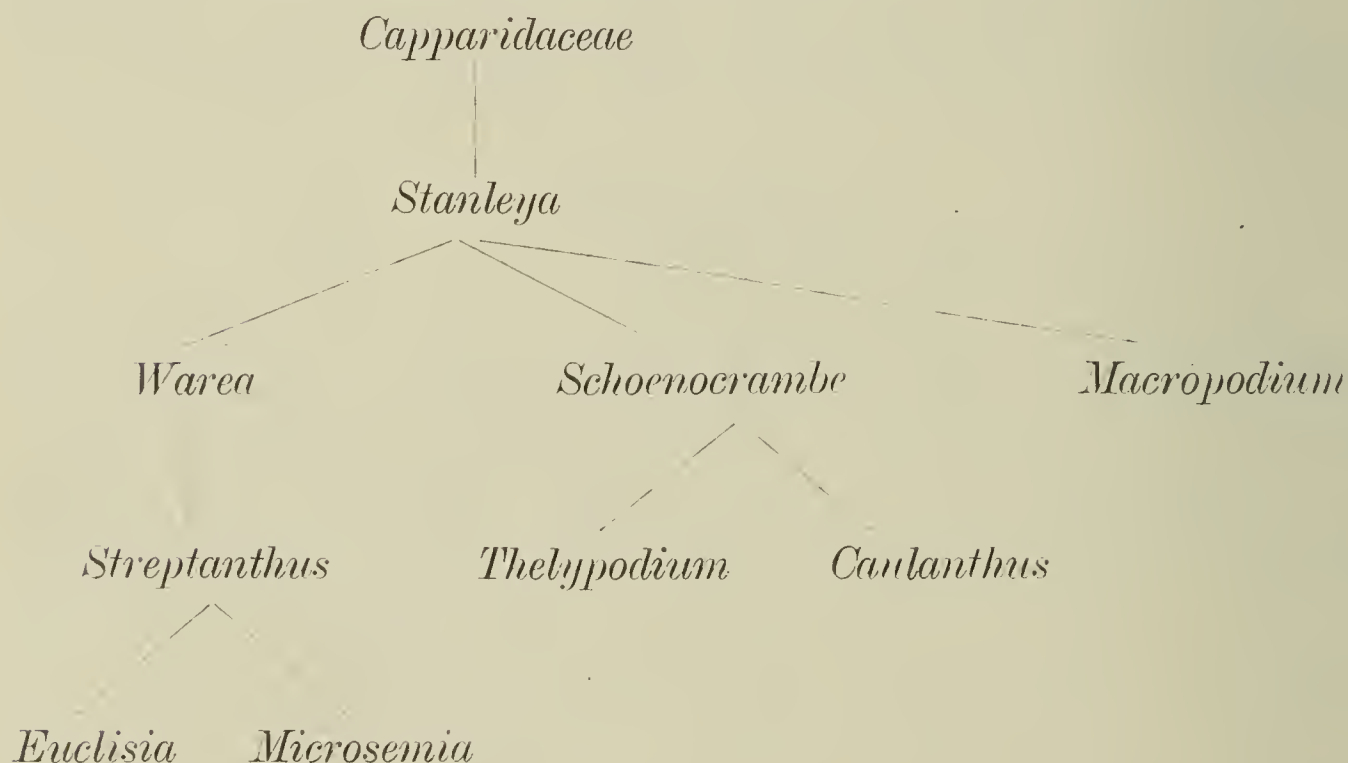 Capparidaceae
Stanleya
Warea Schoenocrambe Macropodium
Streptanthus Thelypodium Caulanthus
Euclisia Microsemia